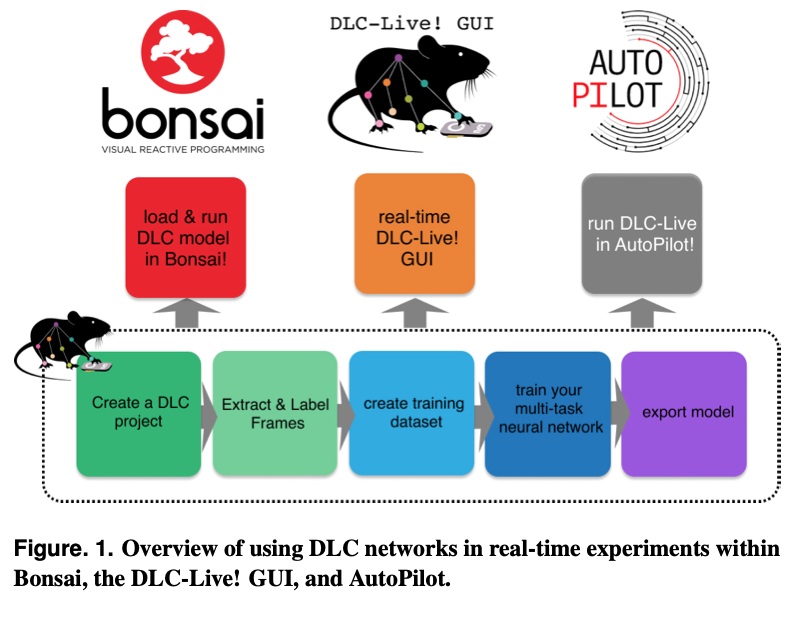 DLC-Live! GUI
bonsai
VISUAL REACTIVE PROGRAMMING
AUTO
PILOT
load & run
DLC model
in Bonsai!
real-time
DLC-Live!
GUI
run DLC-Live
in AutoPilot!
Create a DLC
project
Extract & Label
Frames
create training
dataset
train your
multi-task
neural network
export model
Figure. 1. Overview of using DLC networks in real-time experiments within
Bonsai, the DLC-Live! GUI, and AutoPilot.